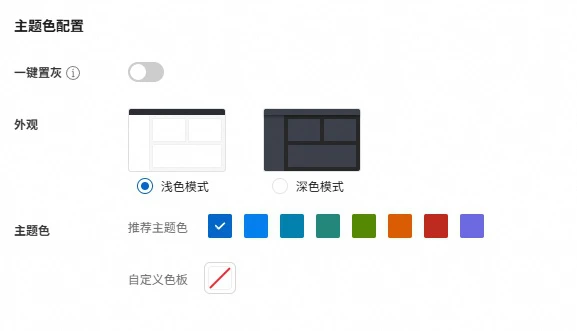 主题色配置
一键置灰
外观
浅色模式
深色模式
主题色
推荐主题色
自定义色板